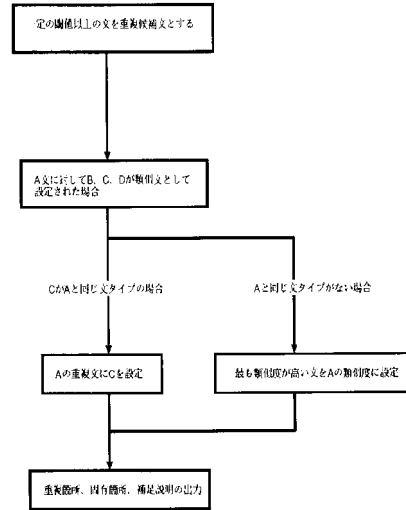 定の閾値以上の文を重複候補文とする
A文に対してB、C、Dが類似文として
設定された場合
CがAと同じ文タイプの場合
Aと同じ文タイプがない場合
Aの重複文にCを設定
最も類似度が高い文をAの類似度に設定
重複箇所、固有箇所、補足説明の出力